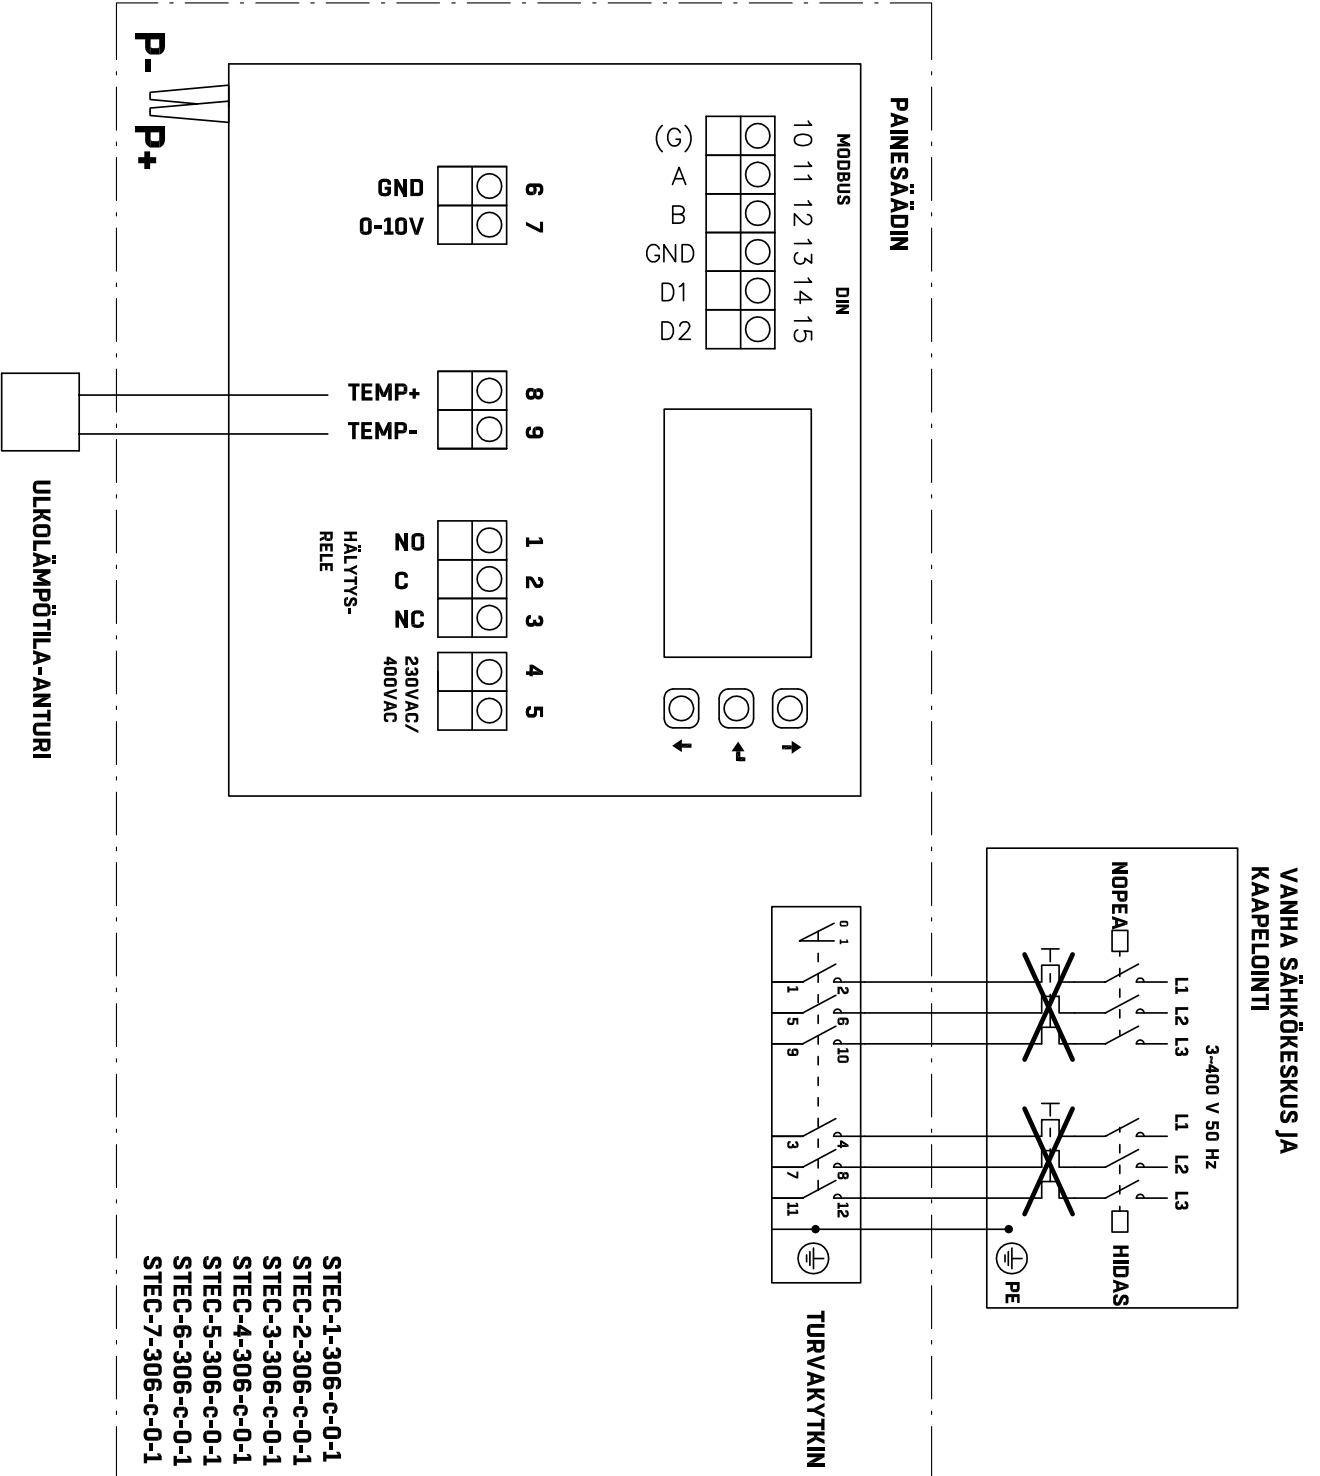 P-
P+
PAINESÄÄDIN
MODBUS
DIN
10 11 12 13 14 15
(G)
A
B
GND
D1
D2
6
7
GND
0-10V
8
9
TEMP+
TEMP-
1
2
3
4
5
NO
C
NC
HÄLYTYS-
RELE
230VAC/
400VAC
ULKOLÄMPÖTILA-ANTURI
VANHA SÄHKÖKESKUS JA
KAAPELOINTI
3~400 V 50 Hz
NOPEA
L1 L2 L3
L1 L2 L3
HIDAS
PE
0 1
2 6 10 4 8 12
1 5 9 3 7 11
TURVAKYTKIN
STEC-1-306-c-0-1
STEC-2-306-c-0-1
STEC-3-306-c-0-1
STEC-4-306-c-0-1
STEC-5-306-c-0-1
STEC-6-306-c-0-1
STEC-7-306-c-0-1